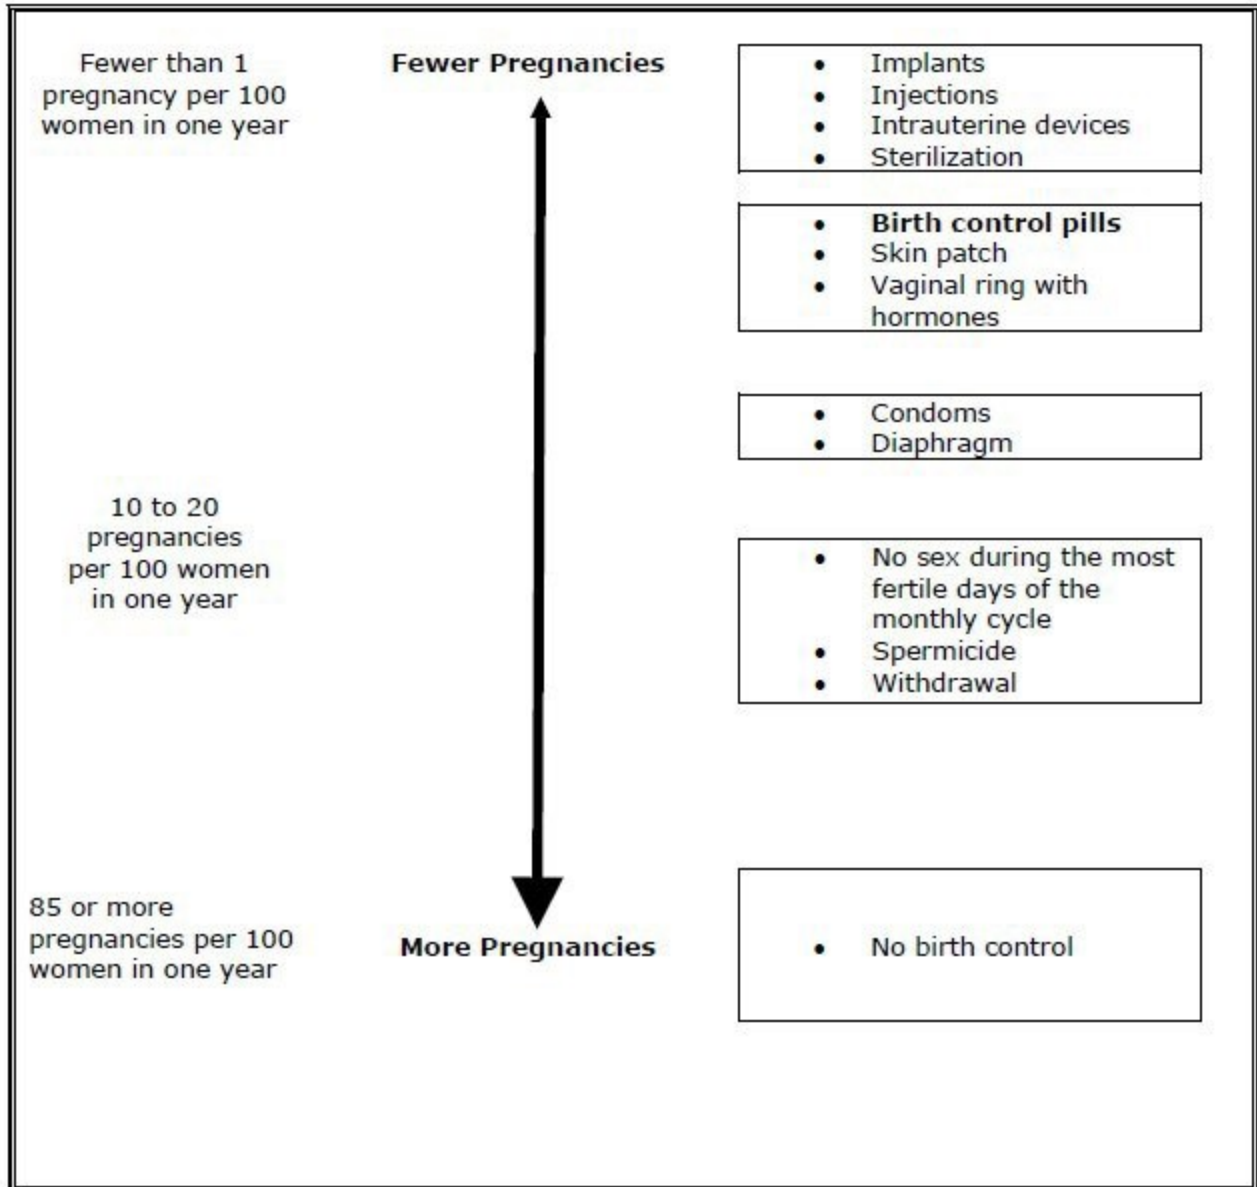 Fewer than 1
pregnancy per 100
women in one year
Fewer Pregnancies
• Implants
• Injections
• Intrauterine devices
• Sterilization
• Birth control pills
• Skin patch
• Vaginal ring with
hormones
• Condoms
• Diaphragm
10 to 20
pregnancies
per 100 women
in one year
• No sex during the most
fertile days of the
monthly cycle
• Spermicide
• Withdrawal
85 or more
pregnancies per 100
women in one year
More Pregnancies
• No birth control